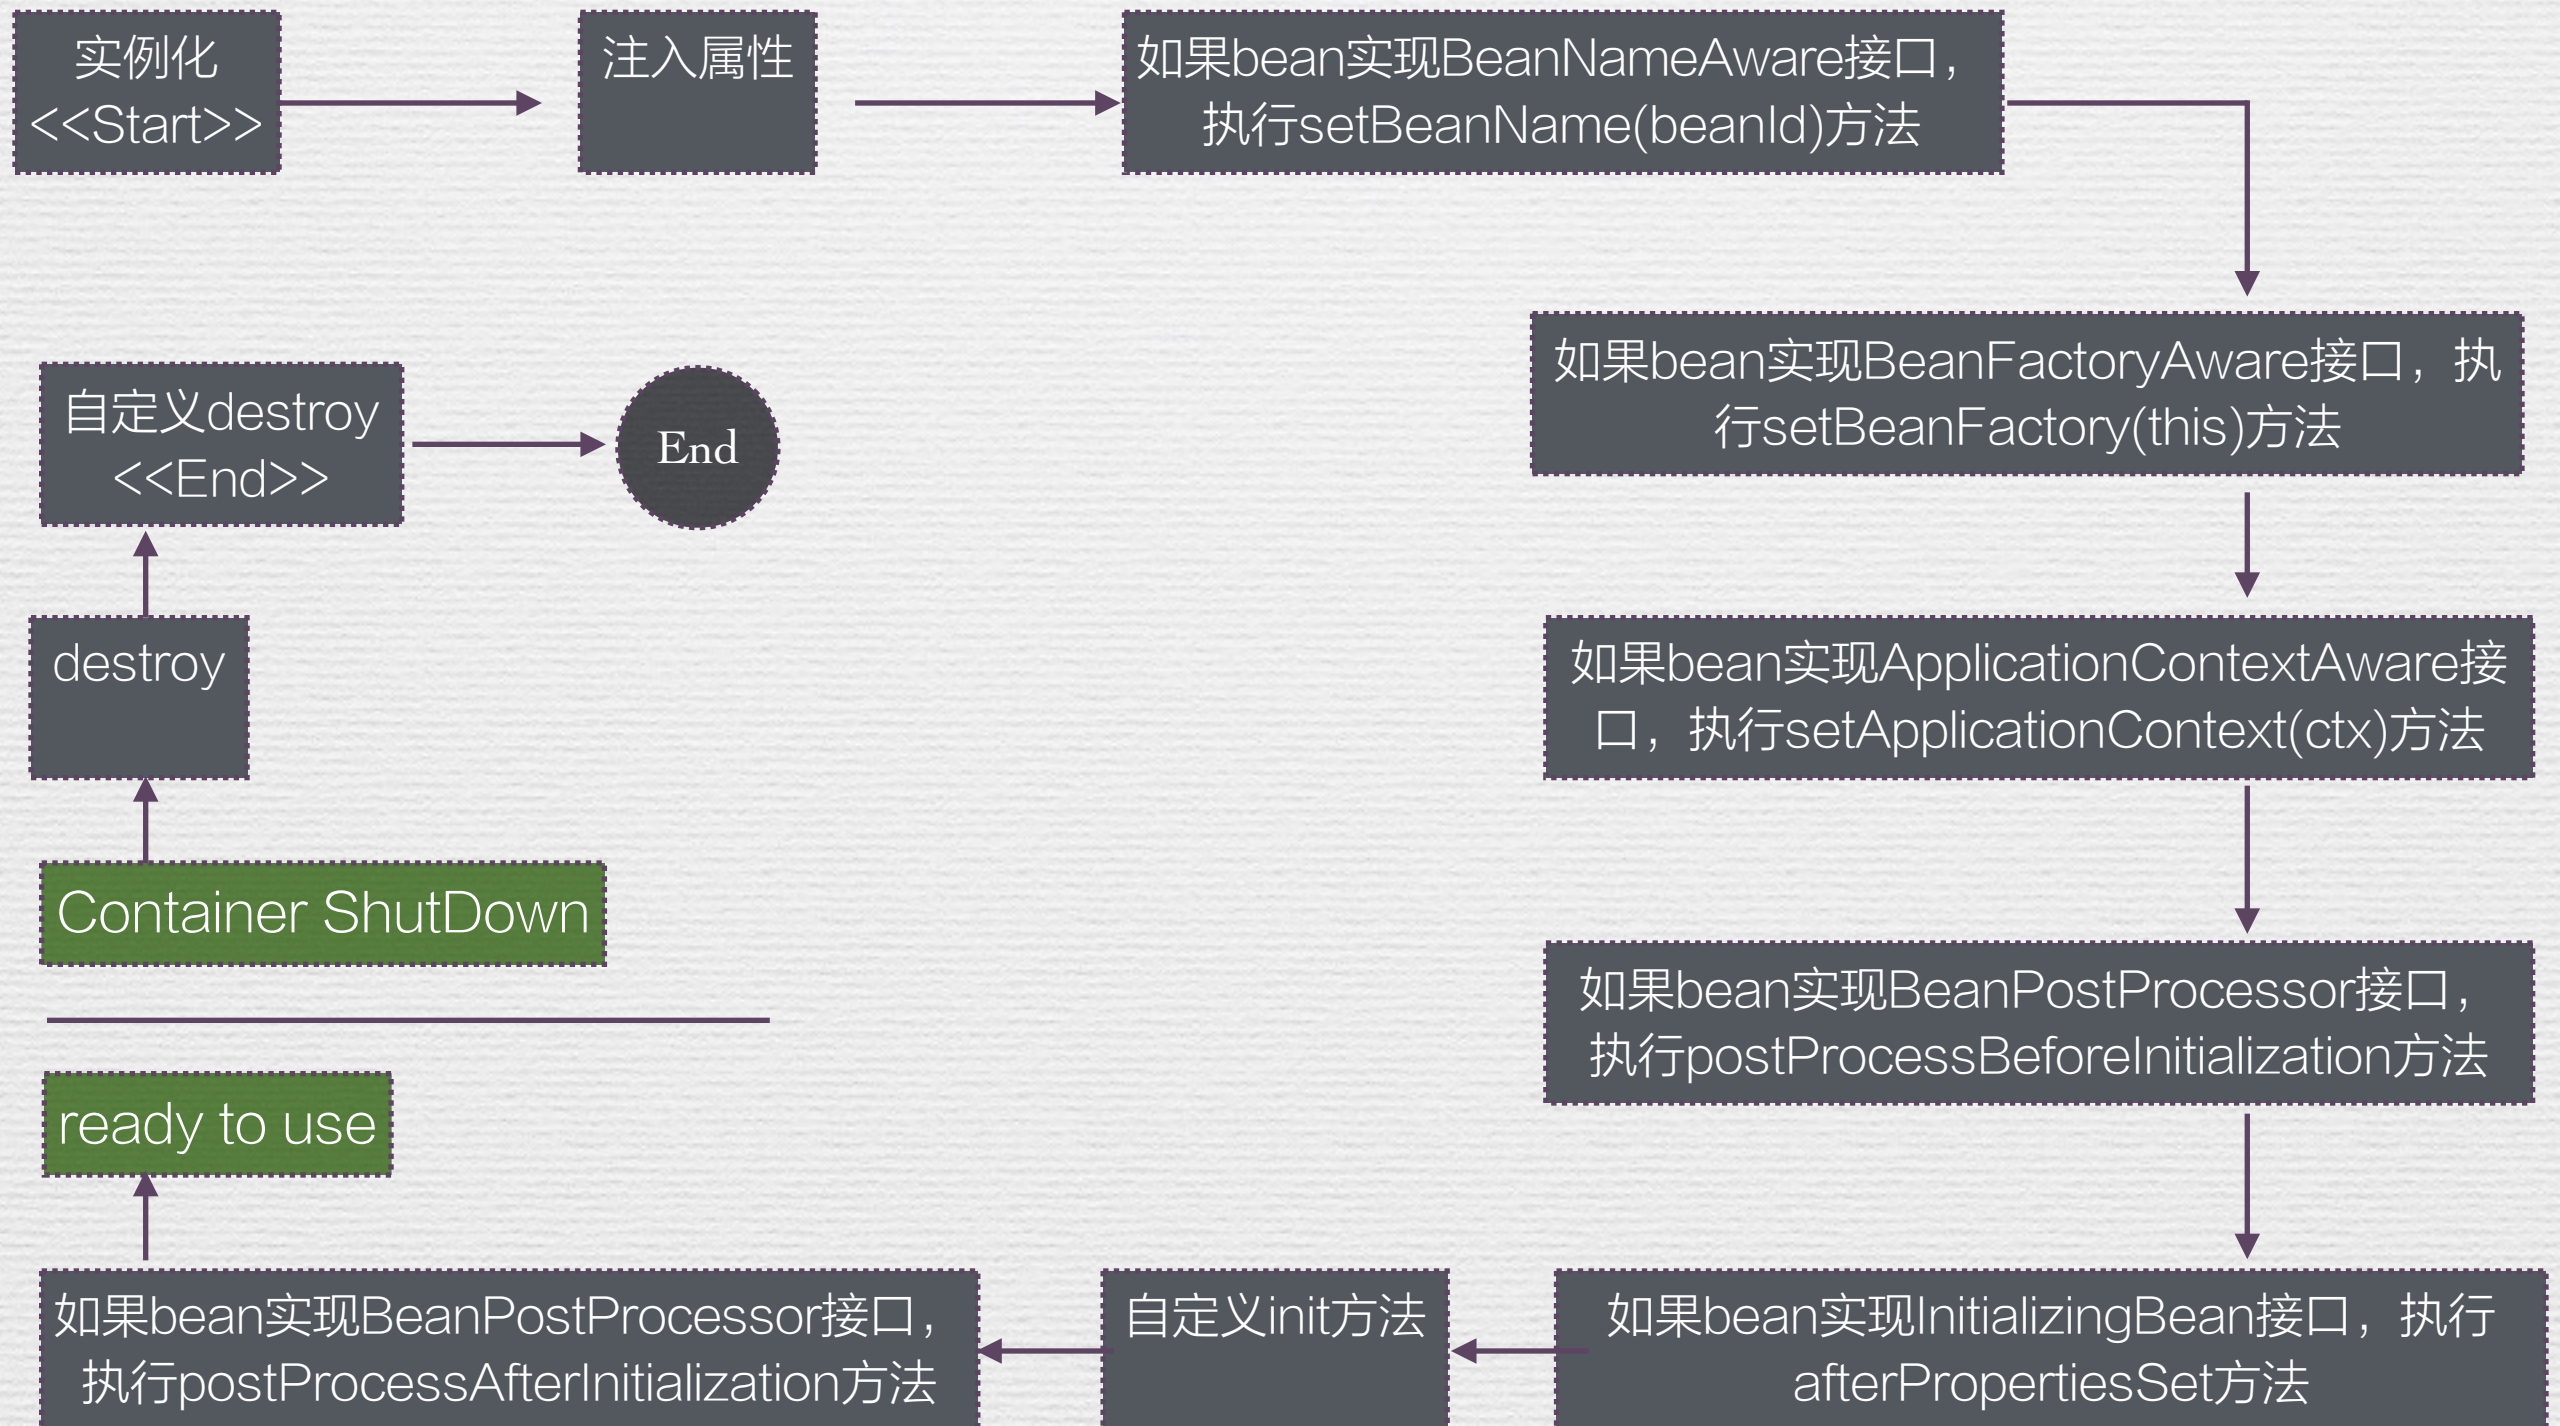 实例化
<<Start>>
注入属性
如果bean实现BeanNameAware接口，
执行setBeanName(beanId)方法
如果bean实现BeanFactoryAware接口，执
行setBeanFactory(this)方法
如果bean实现ApplicationContextAware接
口，执行setApplicationContext(ctx)方法
如果bean实现BeanPostProcessor接口，
执行postProcessBeforeInitialization方法
如果bean实现InitializingBean接口，执行
afterPropertiesSet方法
自定义init方法
如果bean实现BeanPostProcessor接口，
执行postProcessAfterInitialization方法
ready to use
Container ShutDown
destroy
自定义destroy
<<End>>
End